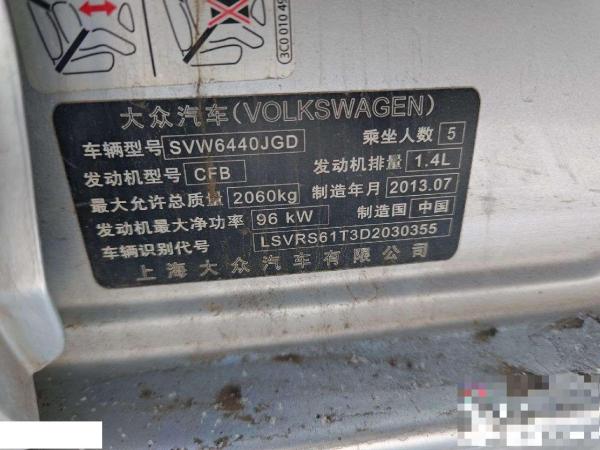 3C0 010 49
大众汽车(VOLKSWAGEN)
车辆型号 SVW6440JGD 乘坐人数 5
发动机型号 CFB 发动机排量 1.4L
最大允许总质量 2060kg 制造年月 2013.07
发动机最大净功率 96 kW 制造国 中国
车辆识别代号 LSVRS61T3D2030355
上海大众汽车有限公司